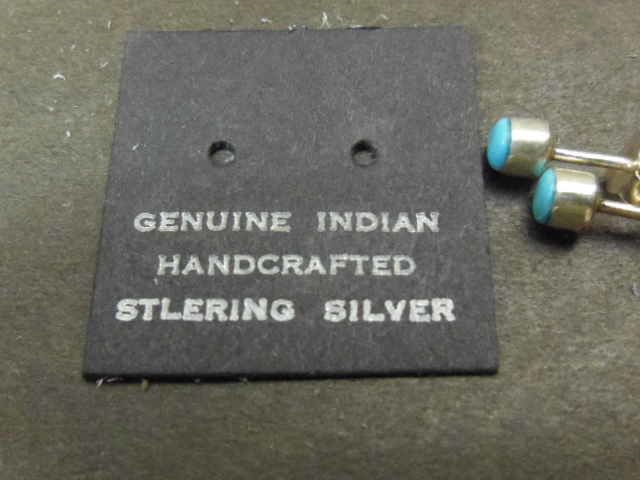 GENUINE INDIAN
HANDCRAFTED
STLERING SILVER